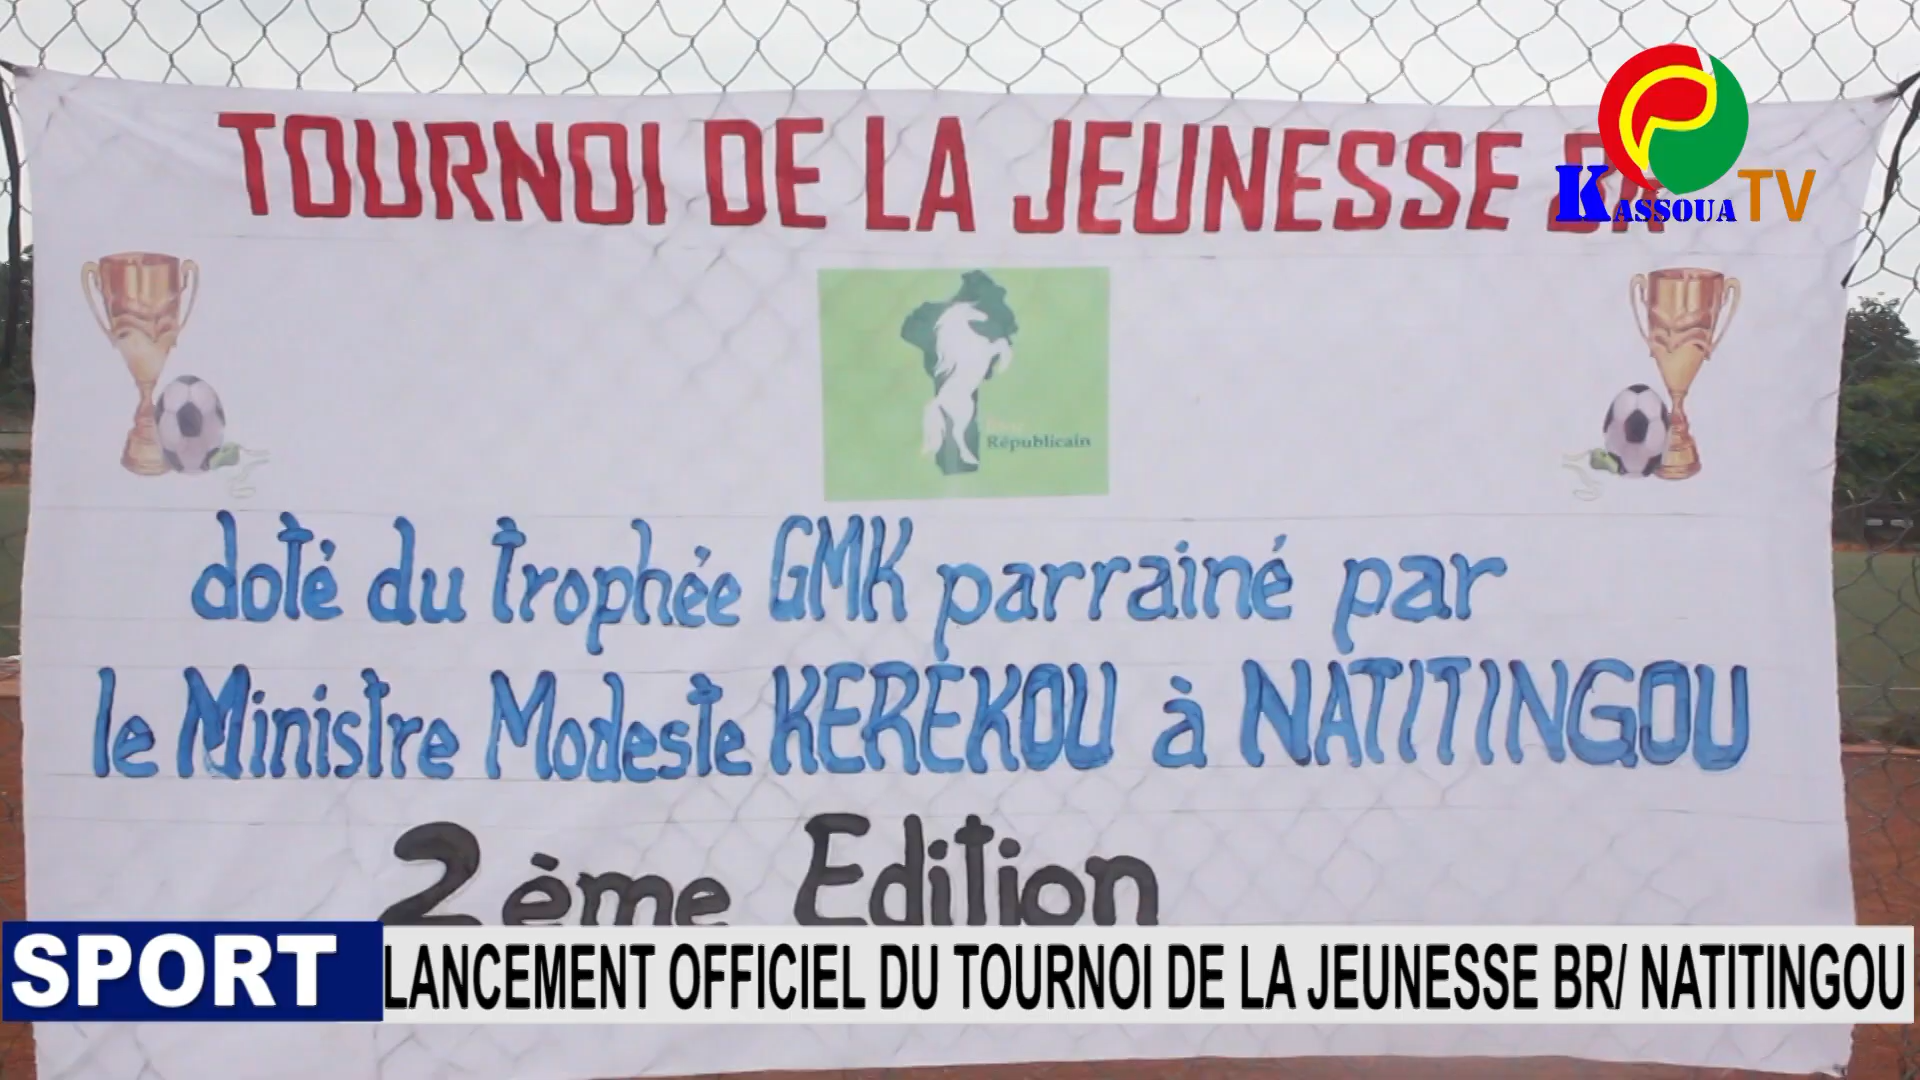 TOURNOI DE LA JEUNESSE
KASSOUA TV
Républicain
doté du trophée GMK parrainé par
le Ministre Modeste KEREKOU à NATITINGOU
2ème Edition
SPORT
LANCEMENT OFFICIEL DU TOURNOI DE LA JEUNESSE BR/ NATITINGOU